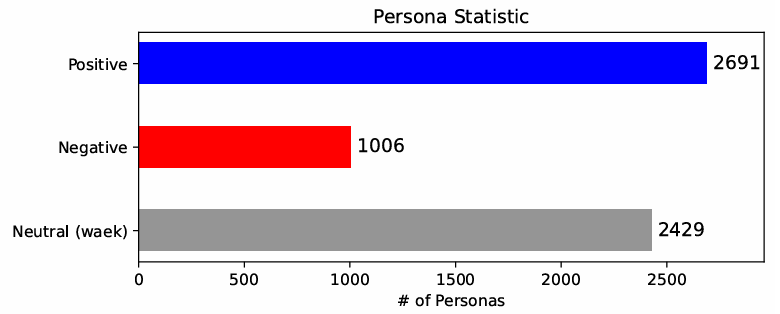 Persona Statistic
Positive
2691
Negative
1006
Neutral (waek)
2429
0 500 1000 1500 2000 2500
# of Personas